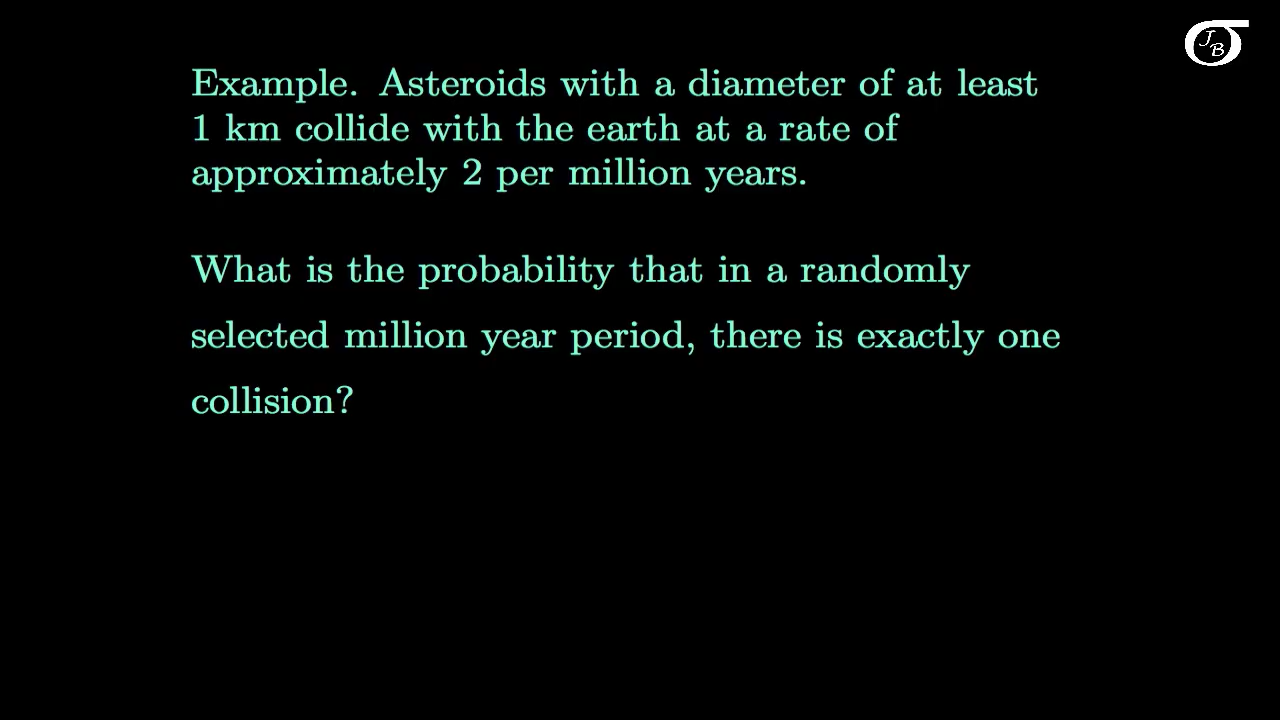 JB
Example. Asteroids with a diameter of at least
1 km collide with the earth at a rate of
approximately 2 per million years.
What is the probability that in a randomly
selected million year period, there is exactly one
collision?